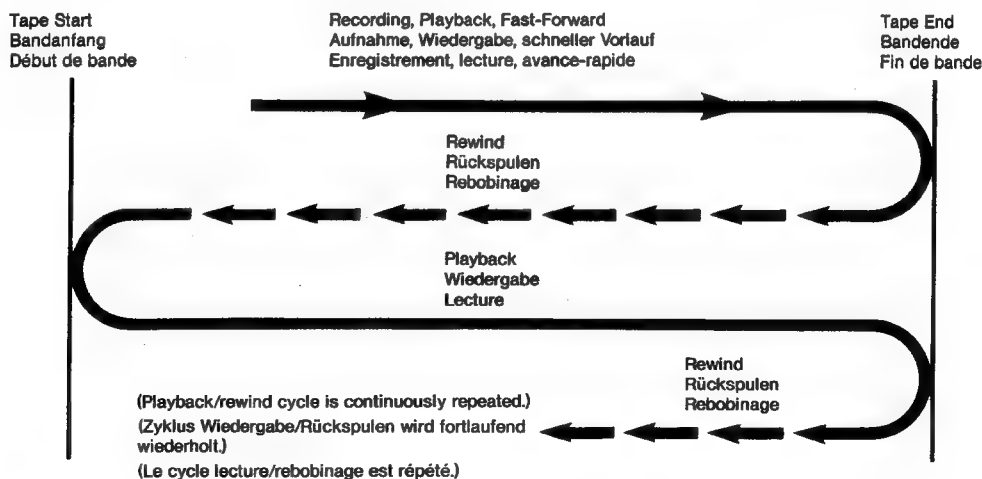 Tape Start
Bandanfang
Début de bande
Recording, Playback, Fast-Forward
Aufnahme, Wiedergabe, schneller Vorlauf
Enregistrement, lecture, avance-rapide
Tape End
Bandende
Fin de bande
Rewind
Rückspulen
Rebobinage
Playback
Wiedergabe
Lecture
Rewind
Rückspulen
Rebobinage
(Playback/rewind cycle is continuously repeated.)
(Zyklus Wiedergabe/Rückspulen wird fortlaufend
wiederholt.)
(Le cycle lecture/rebobinage est répété.)